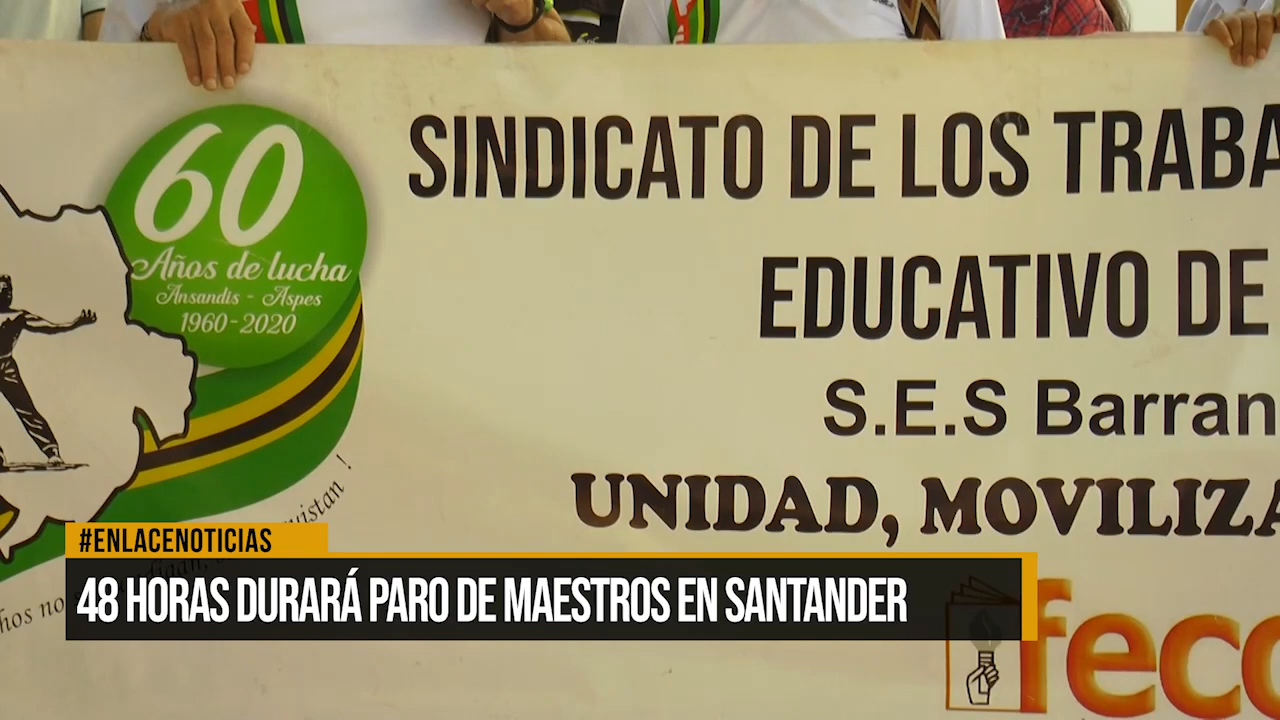 60
Años de lucha
Ansandis - Aspes
1960-2020
SINDICATO DE LOS TRABA
EDUCATIVO DE
S.E.S Barran
UNIDAD, MOVILIZA
#ENLACENOTICIAS
48 HORAS DURARÁ PARO DE MAESTROS EN SANTANDER
feco